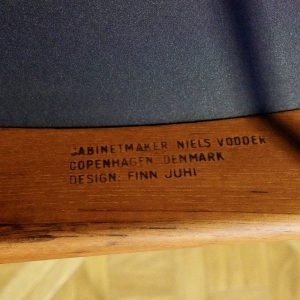 CABINETMAKER NIELS VODDER
COPENHAGEN DENMARK
DESIGN: FINN JUHL